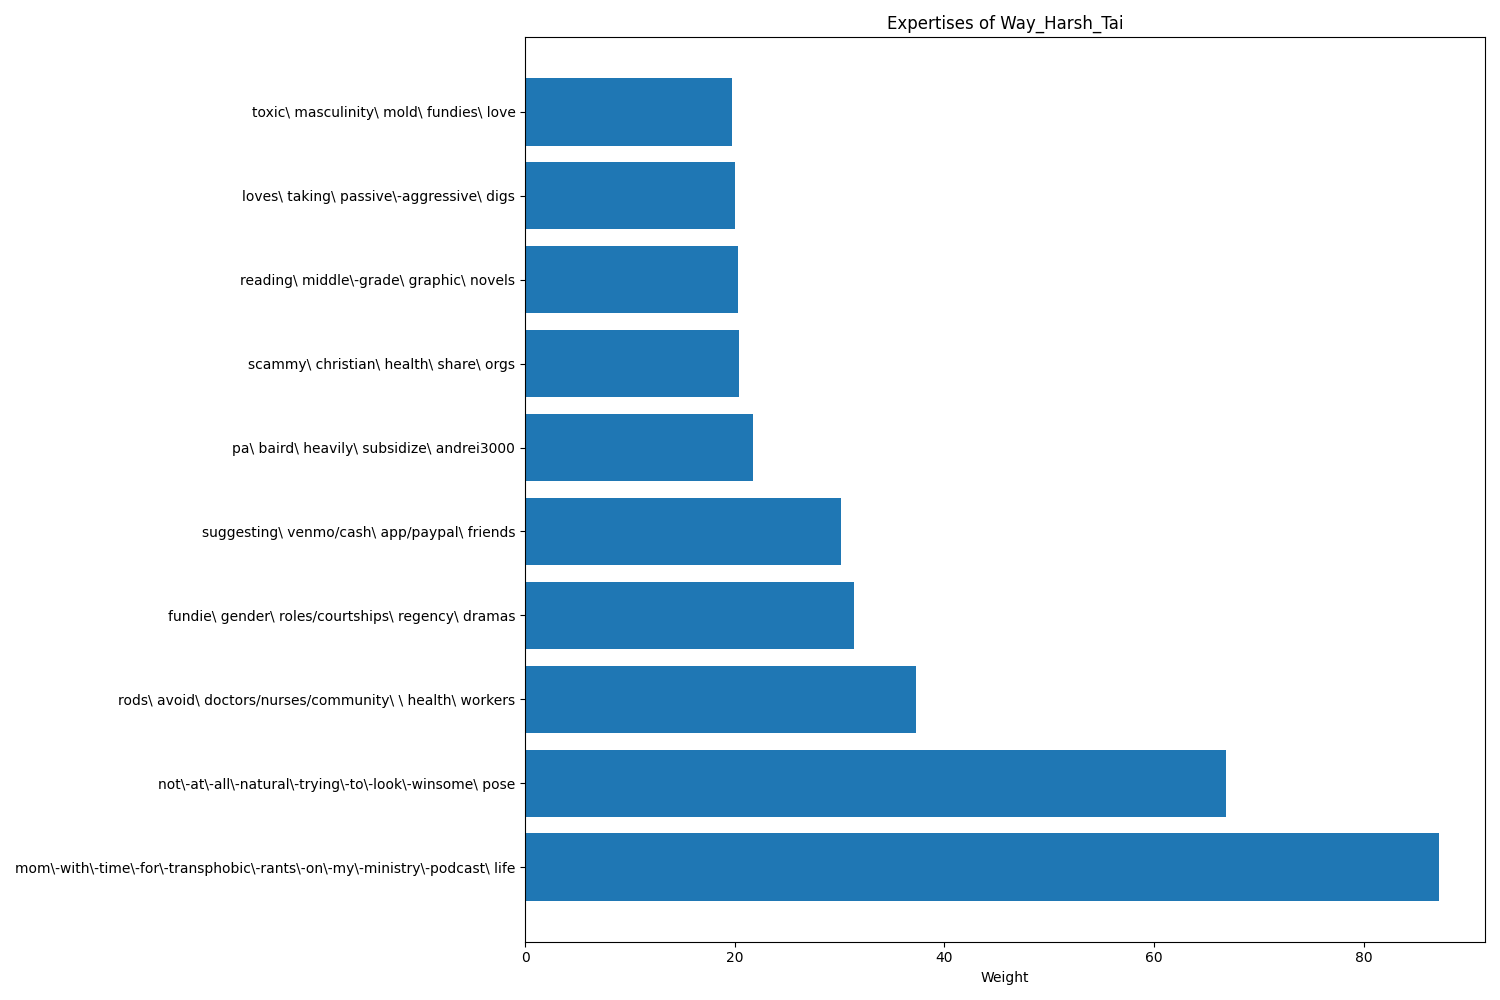 Expertises of Way_Harsh_Tai
toxic\ masculinity\ mold\ fundies\ love
loves\ taking\ passive\-aggressive\ digs
reading\ middle\-grade\ graphic\ novels
scammy\ christian\ health\ share\ orgs
pa\ baird\ heavily\ subsidize\ andrei3000
suggesting\ venmo/cash\ app/paypal\ friends
fundie\ gender\ roles/courtships\ regency\ dramas
rods\ avoid\ doctors/nurses/community\ \ health\ workers
not\-at\-all\-natural\-trying\-to\-look\-winsome\ pose
mom\-with\-time\-for\-transphobic\-rants\-on\-my\-ministry\-podcast\ life
0 20 40 60 80
Weight